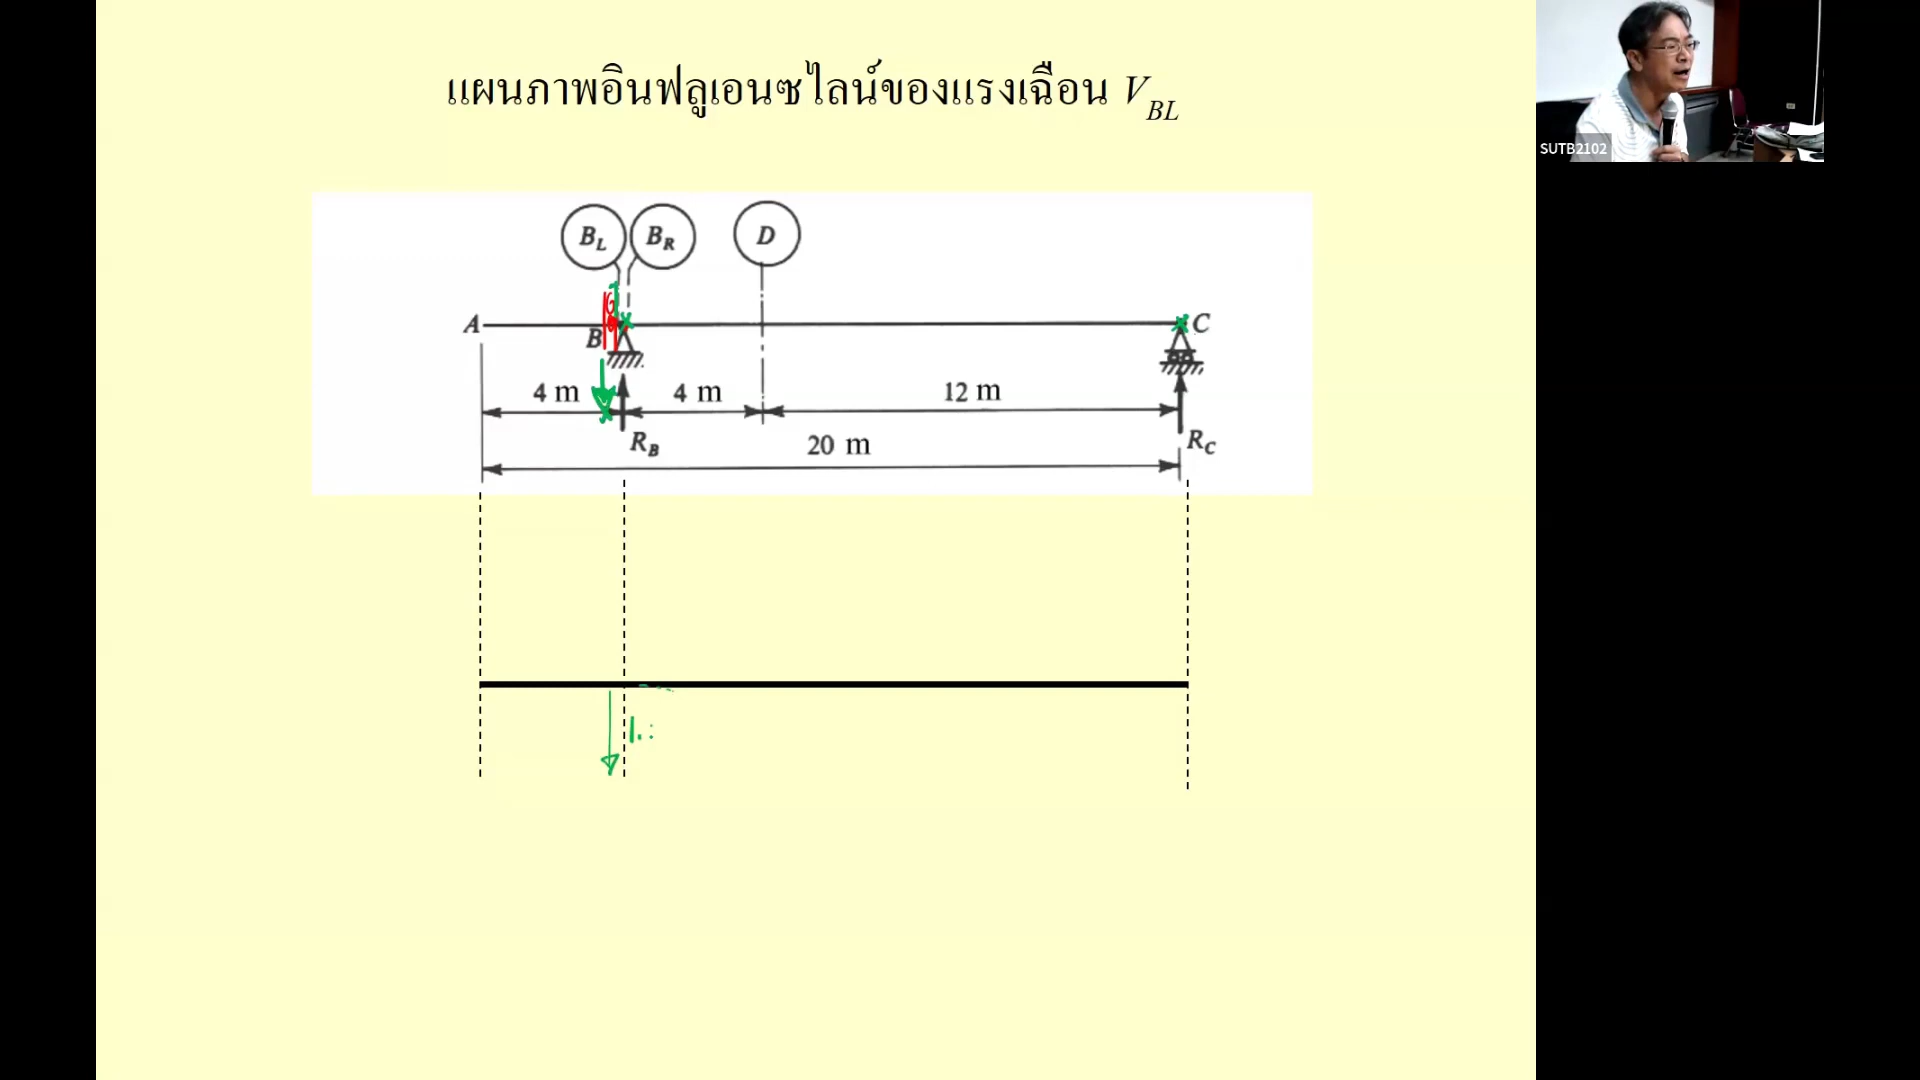 แผนภาพอินฟลูเอนซไลน์ของแรงเฉือน V_BL
SUTB2102
B_L B_R D
A B C
4 m 4 m 12 m
R_B 20 m R_C